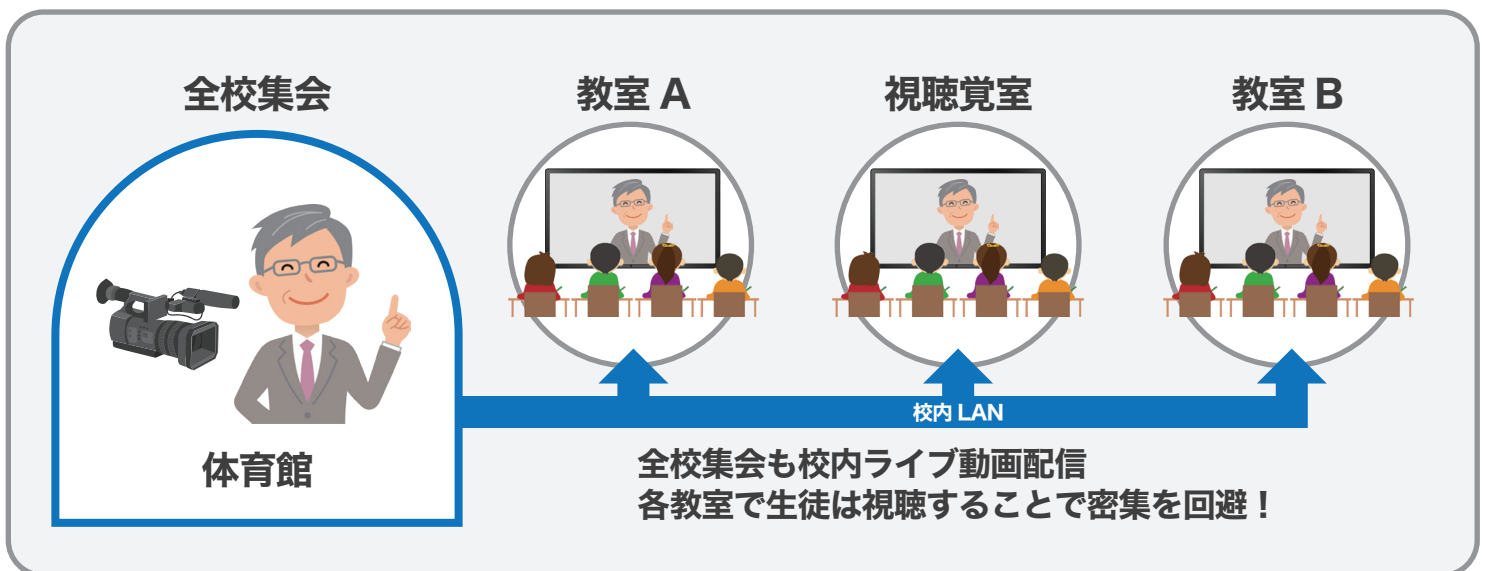 全校集会
教室 A
視聴覚室
教室 B
体育館
校内 LAN
全校集会も校内ライブ動画配信
各教室で生徒は視聴することで密集を回避！